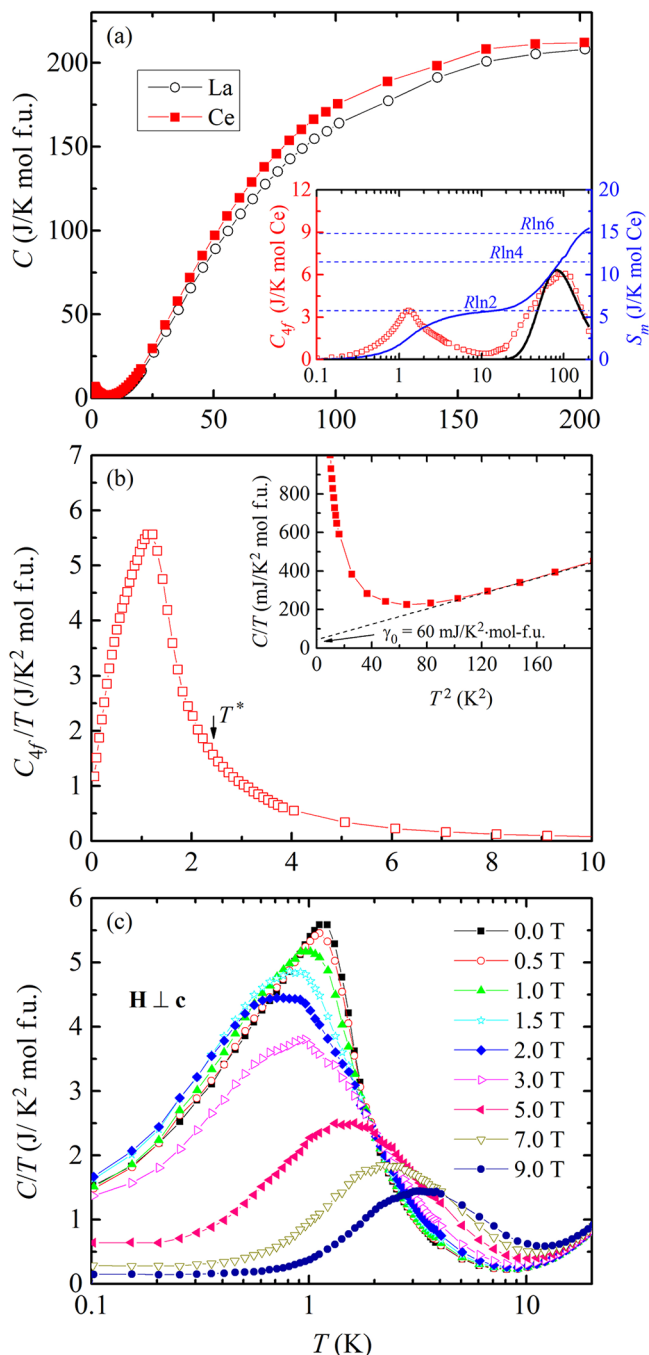 (a)
La
Ce
C (J/K mol f.u.)
200
150
100
50
0
0 25 50 75 100 125 150 175 200
C4f (J/K mol Ce)
12
9
6
3
0
Rln6
Rln4
Rln2
20
15
10
5
0
Sm (J/K mol Ce)
0.1 1 10 100
(b)
C4f/T (J/K2 mol f.u.)
7
6
5
4
3
2
1
0
T*
0 2 4 6 8 10
C/T (mJ/K2 mol f.u.)
800
600
400
200
0
γ0 = 60 mJ/K2·mol-f.u.
0 40 80 120 160
T2 (K2)
(c)
C/T (J/ K2 mol f.u.)
6
5
4
3
2
1
0
H ⊥ c
0.0 T
0.5 T
1.0 T
1.5 T
2.0 T
3.0 T
5.0 T
7.0 T
9.0 T
0.1 1 10
T (K)